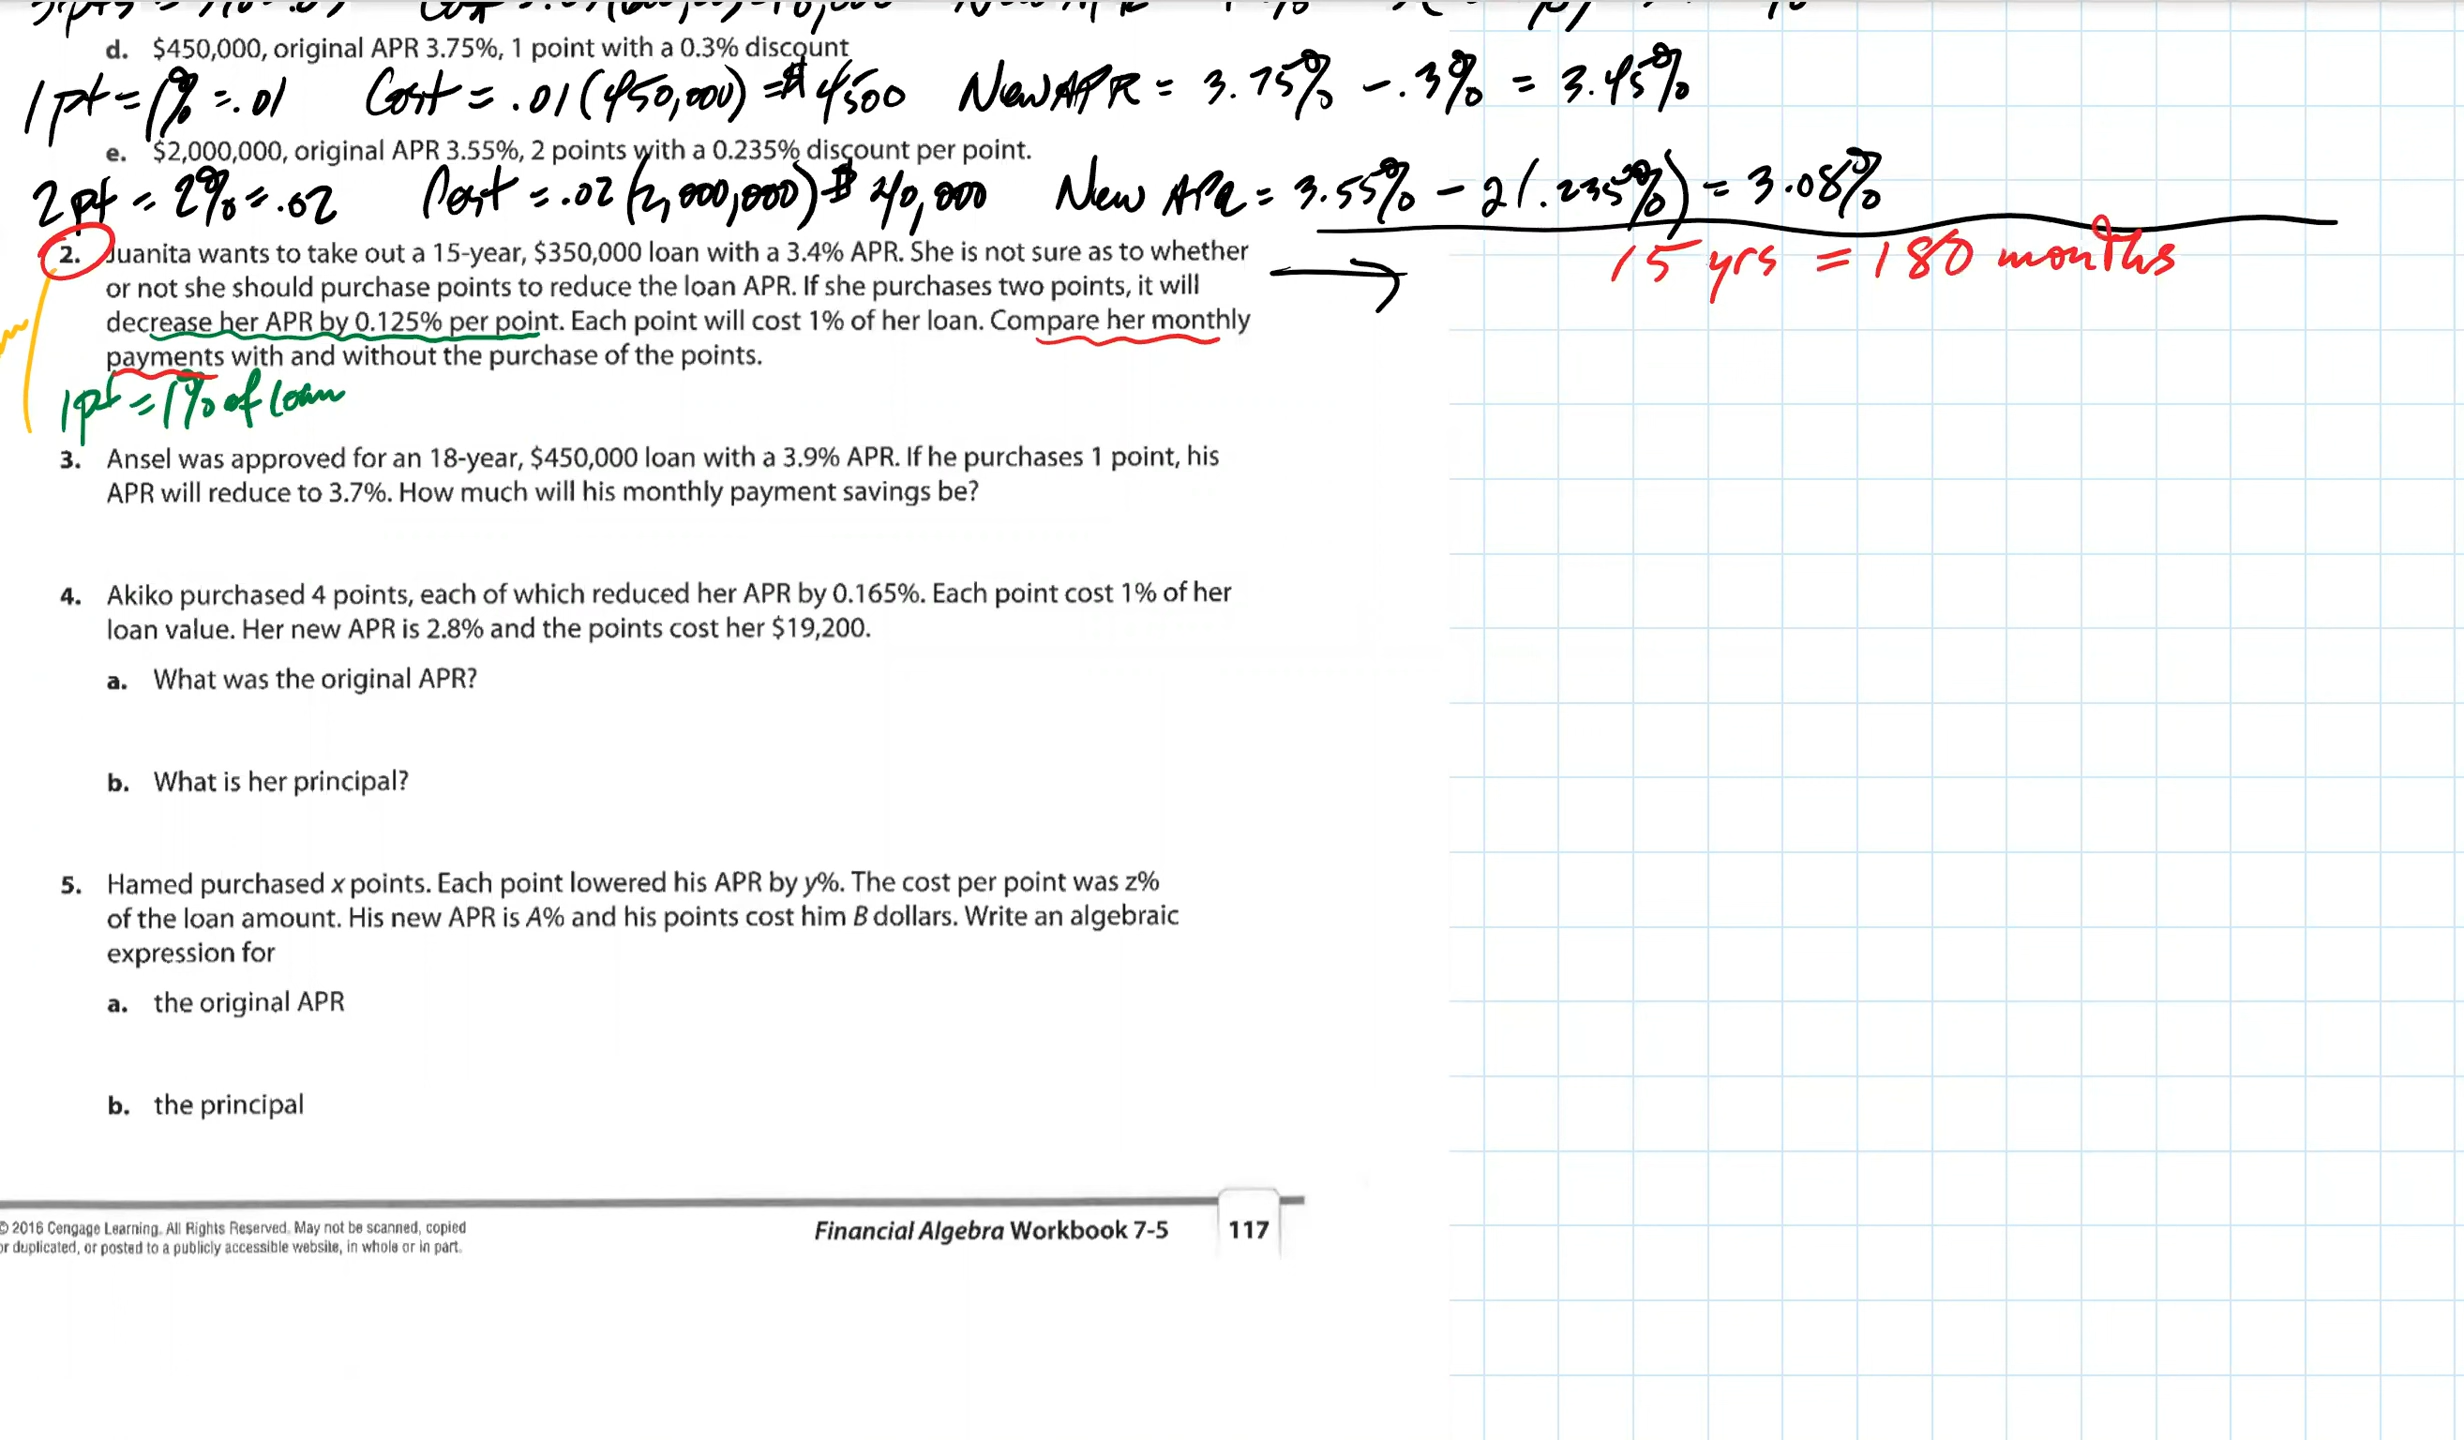 d. $450,000, original APR 3.75%, 1 point with a 0.3% discount
1pt = 1% = .01 Cost = .01(450,000) = $4500 New APR = 3.75% - .3% = 3.45%
e. $2,000,000, original APR 3.55%, 2 points with a 0.235% discount per point.
2pt = 2% = .02 Cost = .02(2,000,000) = $40,000 New APR = 3.55% - 2(.235%) = 3.08%
2. Juanita wants to take out a 15-year, $350,000 loan with a 3.4% APR. She is not sure as to whether
15 yrs = 180 months
or not she should purchase points to reduce the loan APR. If she purchases two points, it will
decrease her APR by 0.125% per point. Each point will cost 1% of her loan. Compare her monthly
payments with and without the purchase of the points.
1pt = 1% of loan
3. Ansel was approved for an 18-year, $450,000 loan with a 3.9% APR. If he purchases 1 point, his
APR will reduce to 3.7%. How much will his monthly payment savings be?
4. Akiko purchased 4 points, each of which reduced her APR by 0.165%. Each point cost 1% of her
loan value. Her new APR is 2.8% and the points cost her $19,200.
a. What was the original APR?
b. What is her principal?
5. Hamed purchased x points. Each point lowered his APR by y%. The cost per point was z%
of the loan amount. His new APR is A% and his points cost him B dollars. Write an algebraic
expression for
a. the original APR
b. the principal
© 2016 Cengage Learning. All Rights Reserved. May not be scanned, copied
or duplicated, or posted to a publicly accessible website, in whole or in part.
Financial Algebra Workbook 7-5 117